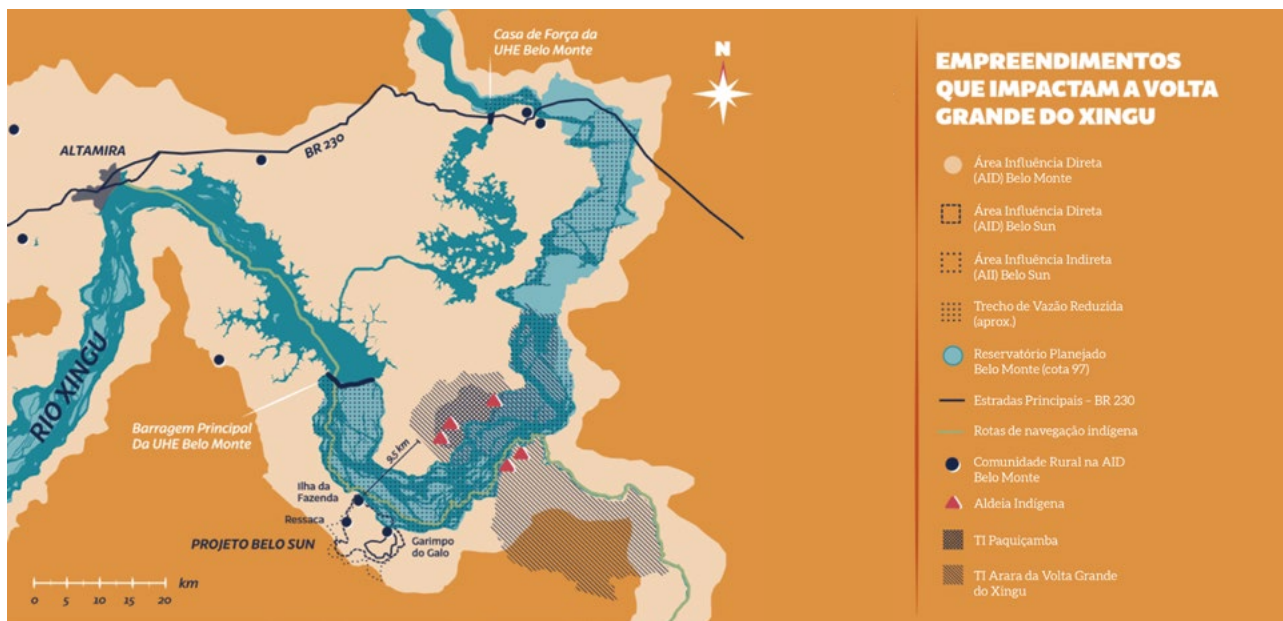 Casa de Força da
UHE Belo Monte
N
ALTAMIRA
BR 230
RIO XINGU
Barragem Principal
Da UHE Belo Monte
9,5 km
Ilha da
Fazenda
Ressaca
PROJETO BELO SUN
Garimpo
do Galo
km
0 5 10 15 20
EMPREENDIMENTOS
QUE IMPACTAM A VOLTA
GRANDE DO XINGU
Área Influência Direta
(AID) Belo Monte
Área Influência Direta
(AID) Belo Sun
Área Influência Indireta
(AII) Belo Sun
Trecho de Vazão Reduzida
(aprox.)
Reservatório Planejado
Belo Monte (cota 97)
Estradas Principais – BR 230
Rotas de navegação indígena
Comunidade Rural na AID
Belo Monte
Aldeia Indígena
TI Paquiçamba
TI Arara da Volta Grande
do Xingu